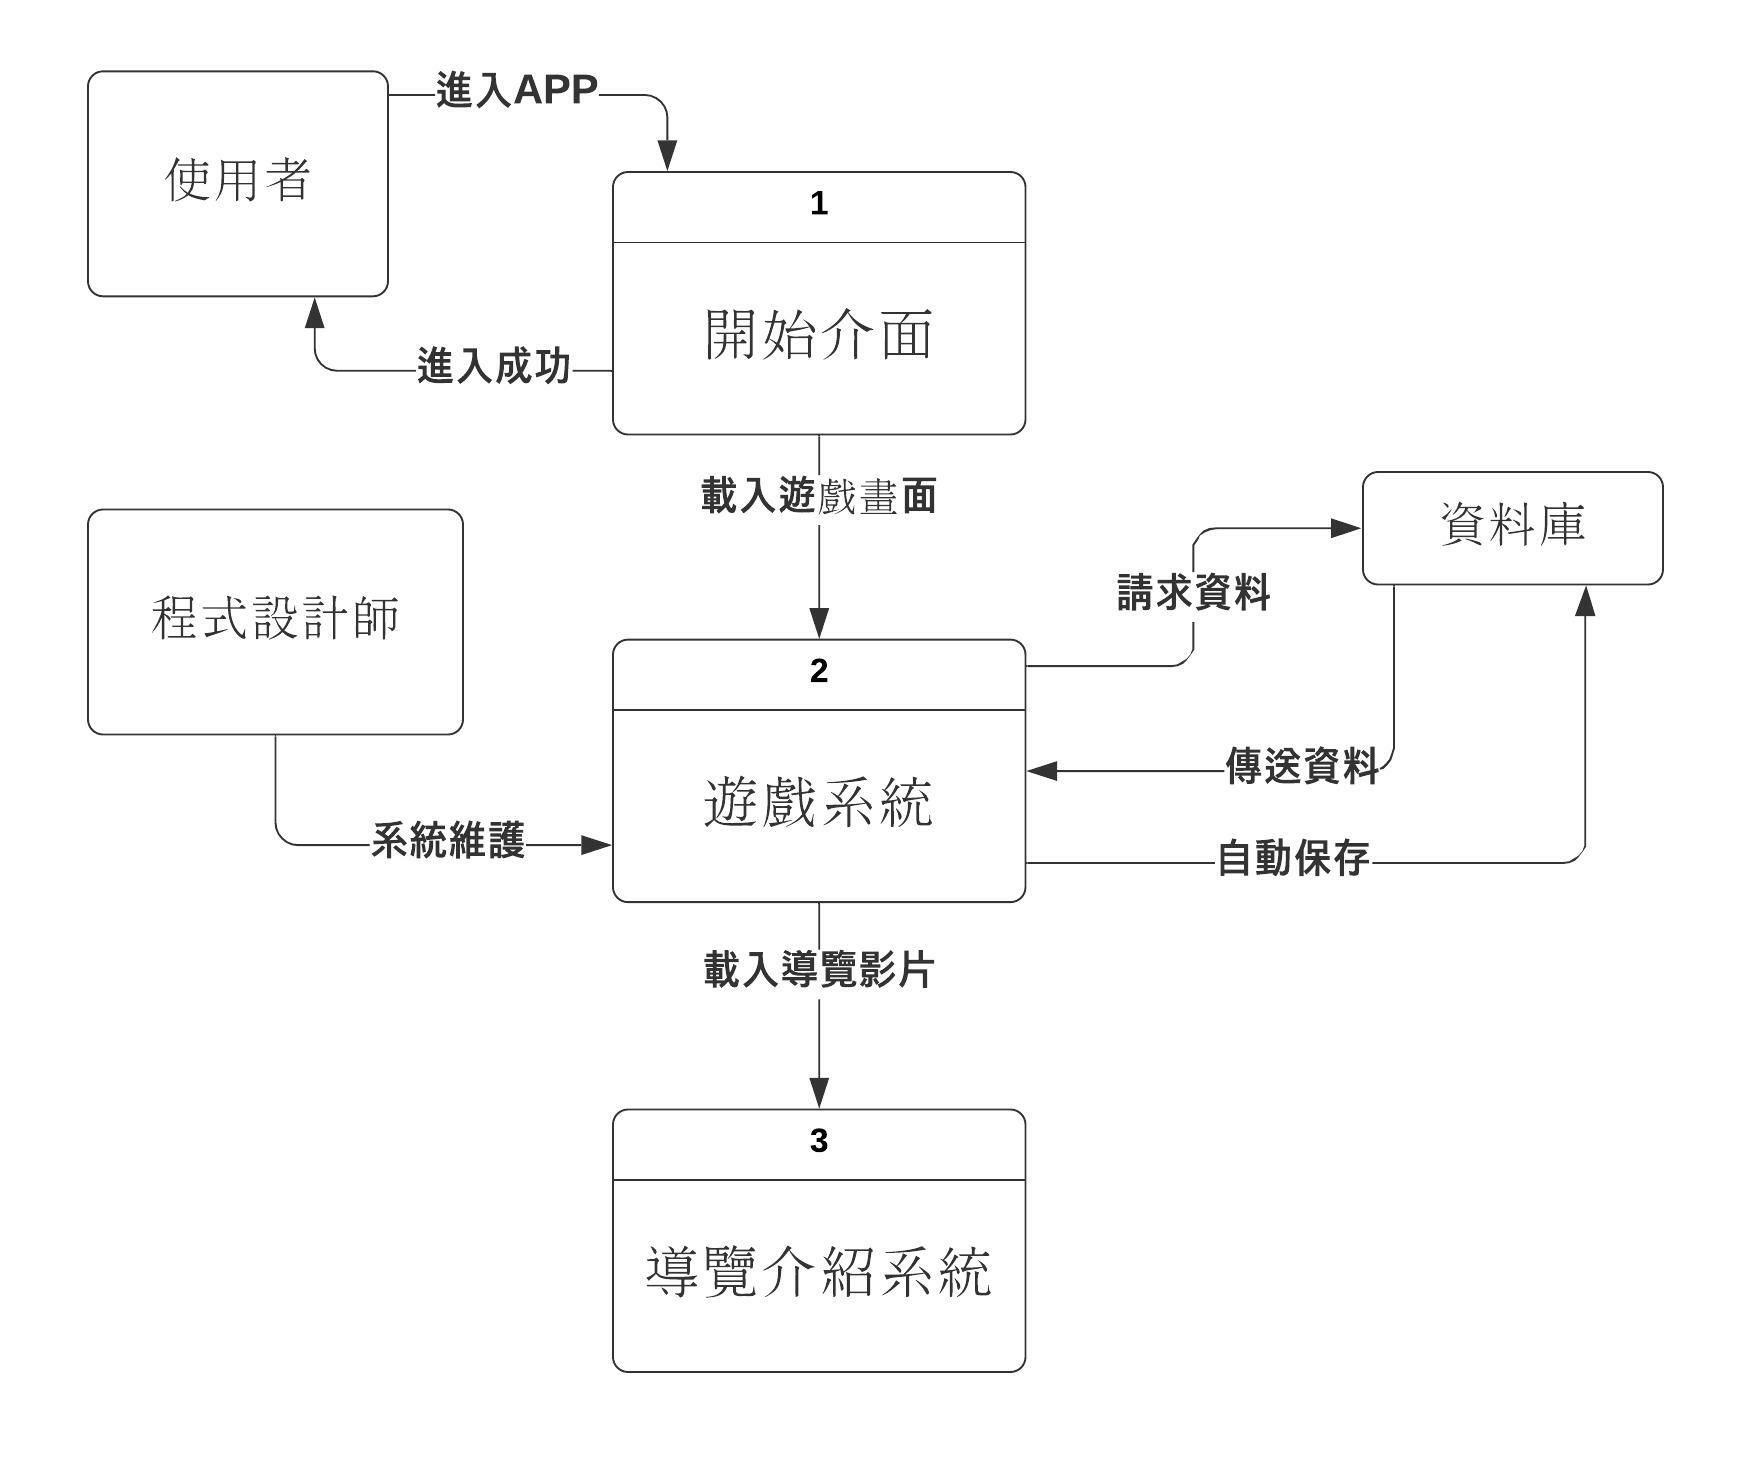 進入APP
使用者
1
開始介面
進入成功
載入遊戲畫面
資料庫
請求資料
程式設計師
2
遊戲系統
傳送資料
系統維護
自動保存
載入導覽影片
3
導覽介紹系統